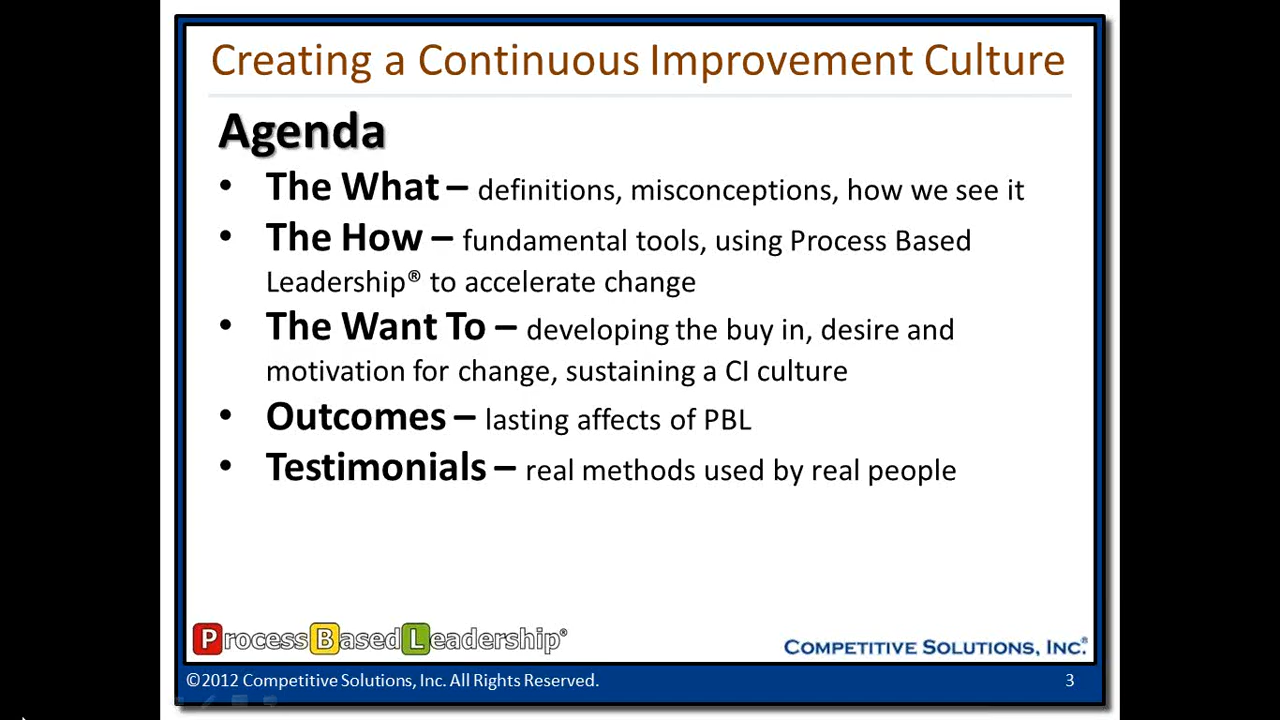 Creating a Continuous Improvement Culture
Agenda
• The What – definitions, misconceptions, how we see it
• The How – fundamental tools, using Process Based
Leadership® to accelerate change
• The Want To – developing the buy in, desire and
motivation for change, sustaining a CI culture
• Outcomes – lasting affects of PBL
• Testimonials – real methods used by real people
Process Based Leadership®
COMPETITIVE SOLUTIONS, INC.®
©2012 Competitive Solutions, Inc. All Rights Reserved.
3